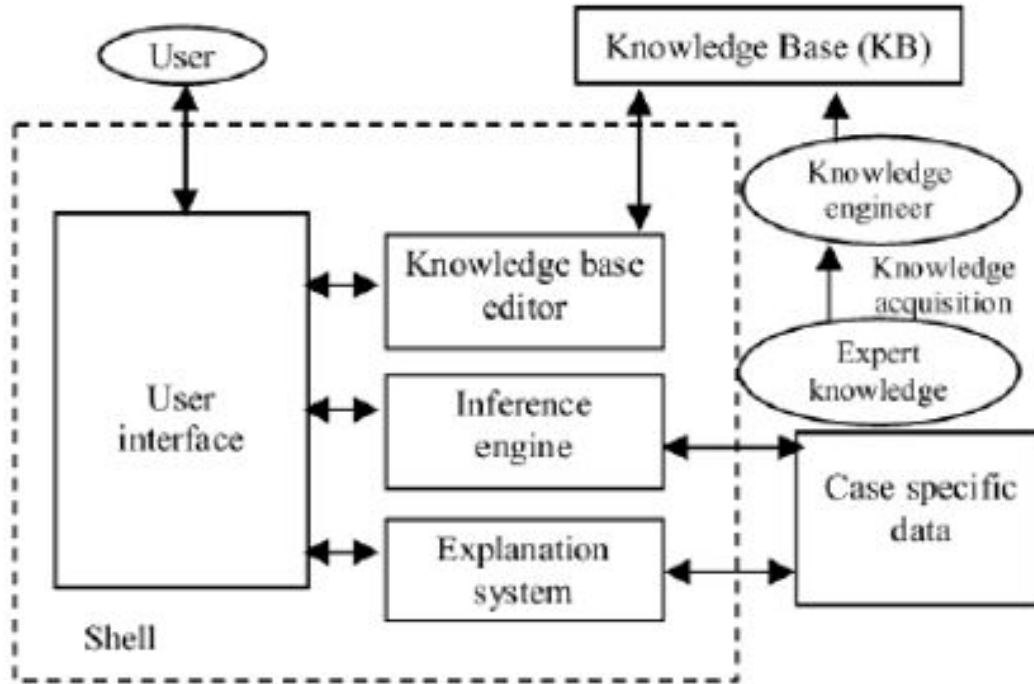 User
Knowledge Base (KB)
Knowledge
engineer
Knowledge base
editor
Knowledge
acquisition
Expert
knowledge
User
interface
Inference
engine
Case specific
data
Explanation
system
Shell